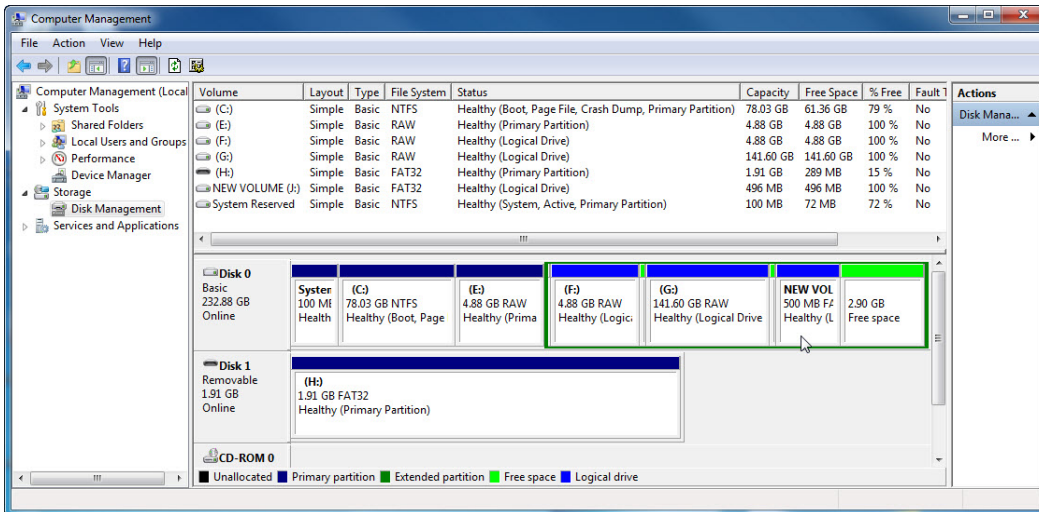 Computer Management
File Action View Help
Computer Management (Local
System Tools
Shared Folders
Local Users and Groups
Performance
Device Manager
Storage
Disk Management
Services and Applications
Volume Layout Type File System Status Capacity Free Space % Free Fault T
(C:) Simple Basic NTFS Healthy (Boot, Page File, Crash Dump, Primary Partition) 78.03 GB 61.36 GB 79 % No
(E:) Simple Basic RAW Healthy (Primary Partition) 4.88 GB 4.88 GB 100 % No
(F:) Simple Basic RAW Healthy (Logical Drive) 4.88 GB 4.88 GB 100 % No
(G:) Simple Basic RAW Healthy (Logical Drive) 141.60 GB 141.60 GB 100 % No
(H:) Simple Basic FAT32 Healthy (Primary Partition) 1.91 GB 289 MB 15 % No
NEW VOLUME (J:) Simple Basic FAT32 Healthy (Logical Drive) 496 MB 496 MB 100 % No
System Reserved Simple Basic NTFS Healthy (System, Active, Primary Partition) 100 MB 72 MB 72 % No
Actions
Disk Mana...
More ...
Disk 0
Basic
232.88 GB
Online
Syster
100 ME
Health
(C:)
78.03 GB NTFS
Healthy (Boot, Page
(E:)
4.88 GB RAW
Healthy (Prima
(F:)
4.88 GB RAW
Healthy (Logic
(G:)
141.60 GB RAW
Healthy (Logical Drive
NEW VOL
500 MB FA
Healthy (L
2.90 GB
Free space
Disk 1
Removable
1.91 GB
Online
(H:)
1.91 GB FAT32
Healthy (Primary Partition)
CD-ROM 0
Unallocated Primary partition Extended partition Free space Logical drive